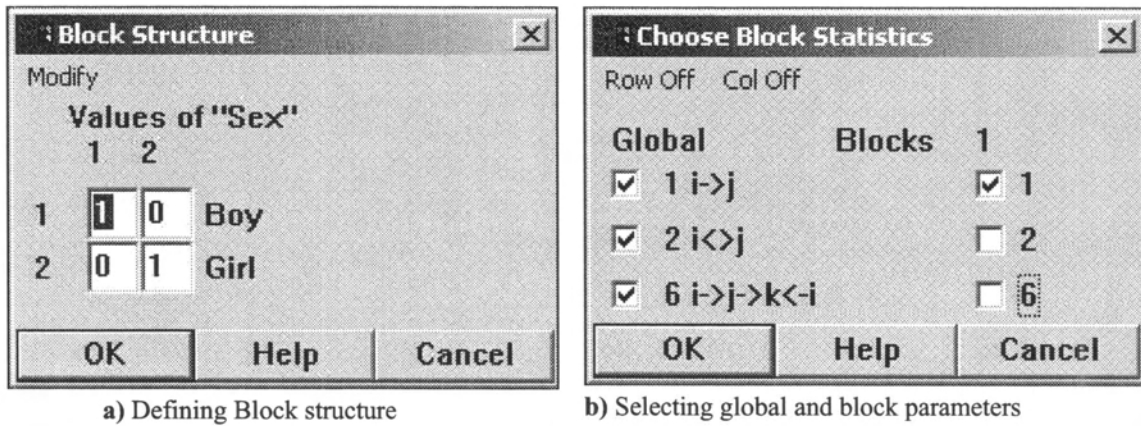 Block Structure
Modify
Values of "Sex"
1 2
1 1 0 Boy
2 0 1 Girl
OK Help Cancel
a) Defining Block structure
Choose Block Statistics
Row Off Col Off
Global Blocks 1
1 i->j 1
2 i<>j 2
6 i->j->k<-i 6
OK Help Cancel
b) Selecting global and block parameters